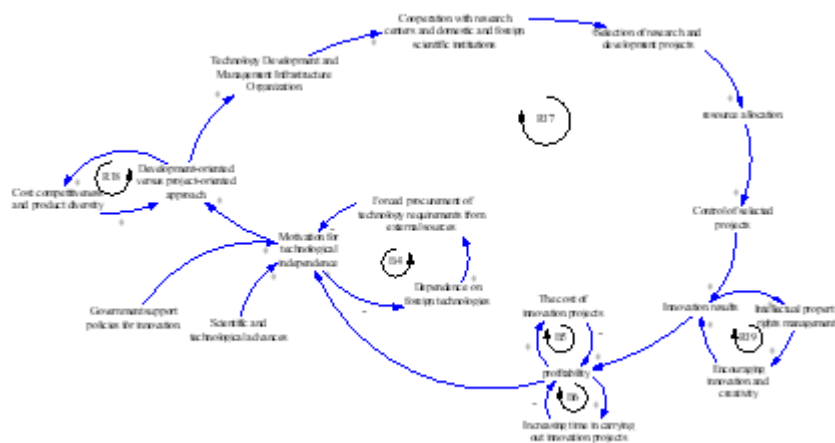 Cooperation with research
centers and domestic and foreign
scientific institutions
Selection of research and
development projects
Technology Development and
Management Infrastructure
Organization
resource allocation
R17
Development-oriented
versus project-oriented
approach
R18
Cost competitiveness
and product diversity
Forced procurement of
technology requirements from
external sources
Control of selected
projects
Motivation for
technological
independence
Dependence on
foreign technologies
Government support
policies for innovation
Scientific and
technological advances
The cost of
innovation projects
Innovation results
Intellectual property
rights management
R19
profitability
Encouraging
innovation and
creativity
Increasing time in carrying
out innovation projects